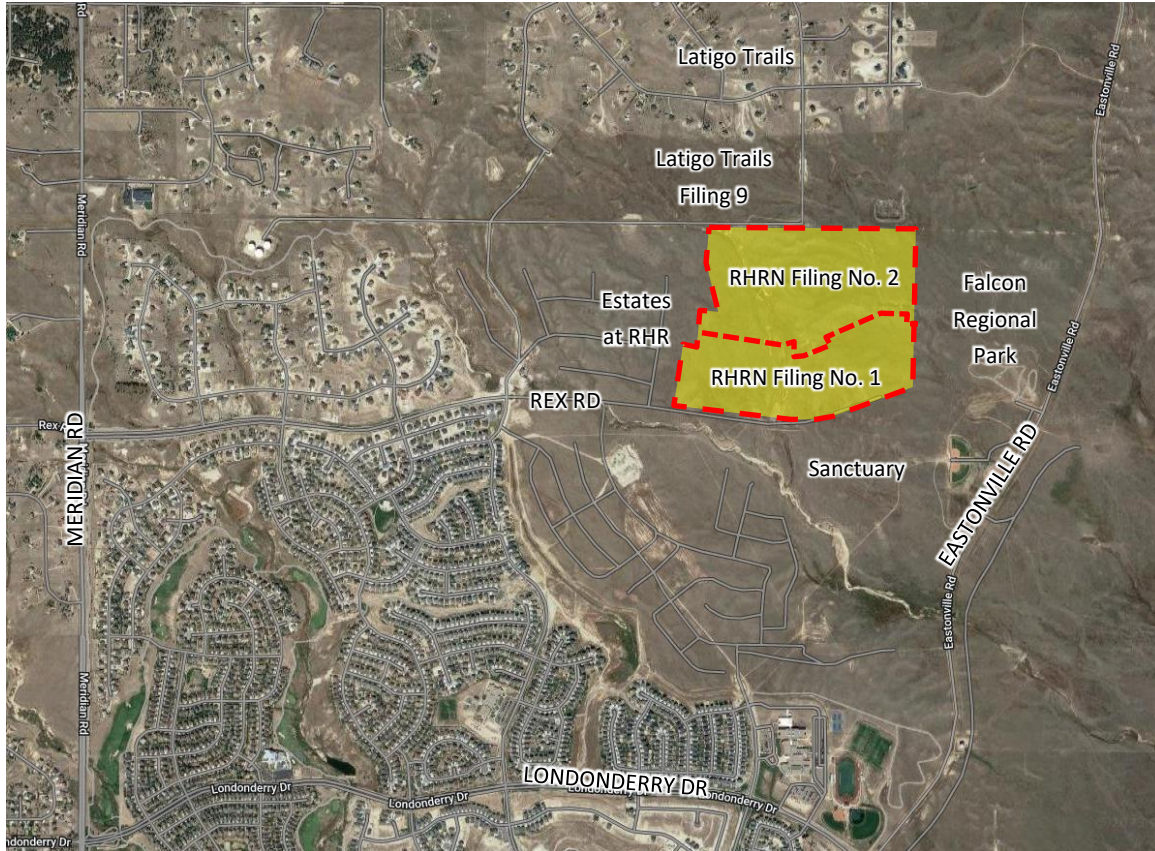 Rd
Latigo Trails
Eastonville Rd
Latigo Trails
Filing 9
Meridian Rd
RHRN Filing No. 2
Falcon
Regional
Park
Estates
at RHR
Eastonville Rd
RHRN Filing No. 1
REX RD
Rex
MERIDIAN RD
Sanctuary
EASTONVILLE RD
Eastonville Rd
Meridian Rd
LONDONDERRY DR
Londonderry Dr
Londonderry Dr
Londonderry Dr
ndonderry Dr